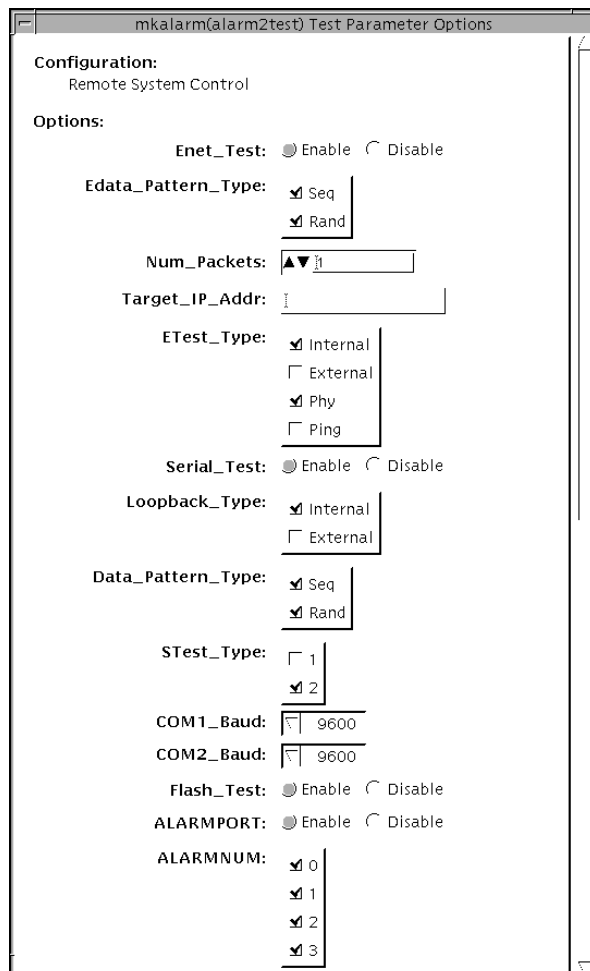 mkalarm(alarm2test) Test Parameter Options
Configuration:
Remote System Control
Options:
Enet_Test: Enable Disable
Edata_Pattern_Type: Seq
Rand
Num_Packets: 1
Target_IP_Addr:
ETest_Type: Internal
External
Phy
Ping
Serial_Test: Enable Disable
Loopback_Type: Internal
External
Data_Pattern_Type: Seq
Rand
STest_Type: 1
2
COM1_Baud: 9600
COM2_Baud: 9600
Flash_Test: Enable Disable
ALARMPORT: Enable Disable
ALARMNUM: 0
1
2
3